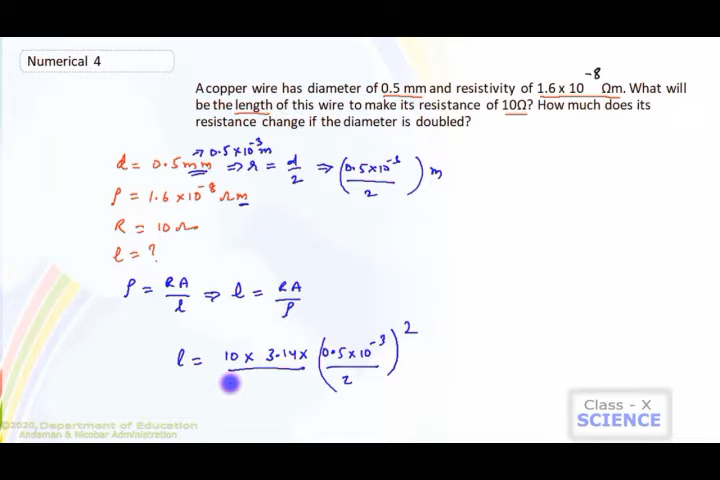 Numerical 4
-8
A copper wire has diameter of 0.5 mm and resistivity of 1.6 x 10 Ωm. What will
be the length of this wire to make its resistance of 10Ω? How much does its
resistance change if the diameter is doubled?
→ 0.5×10⁻³ m
d = 0.5mm ⇒ r = d/2 ⇒ (0.5×10⁻³/2) m
ρ = 1.6 ×10⁻⁸ Ωm
R = 10 Ω
l = ?
ρ = RA/l ⇒ l = RA/ρ
l = 10 × 3.14× (0.5×10⁻³/2)²
Class - X
SCIENCE
©2020, Department of Education
Andaman & Nicobar Administration